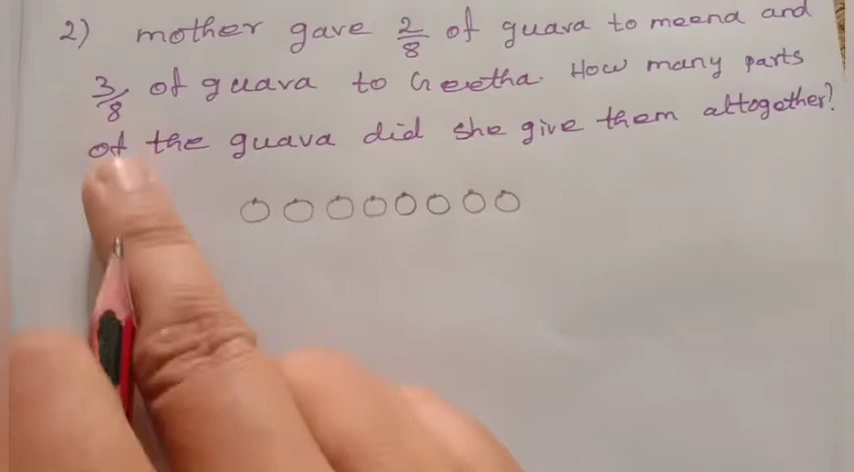 2) mother gave 2/8 of guava to meena and
3/8 of guava to Geetha. How many parts
of the guava did she give them altogether?